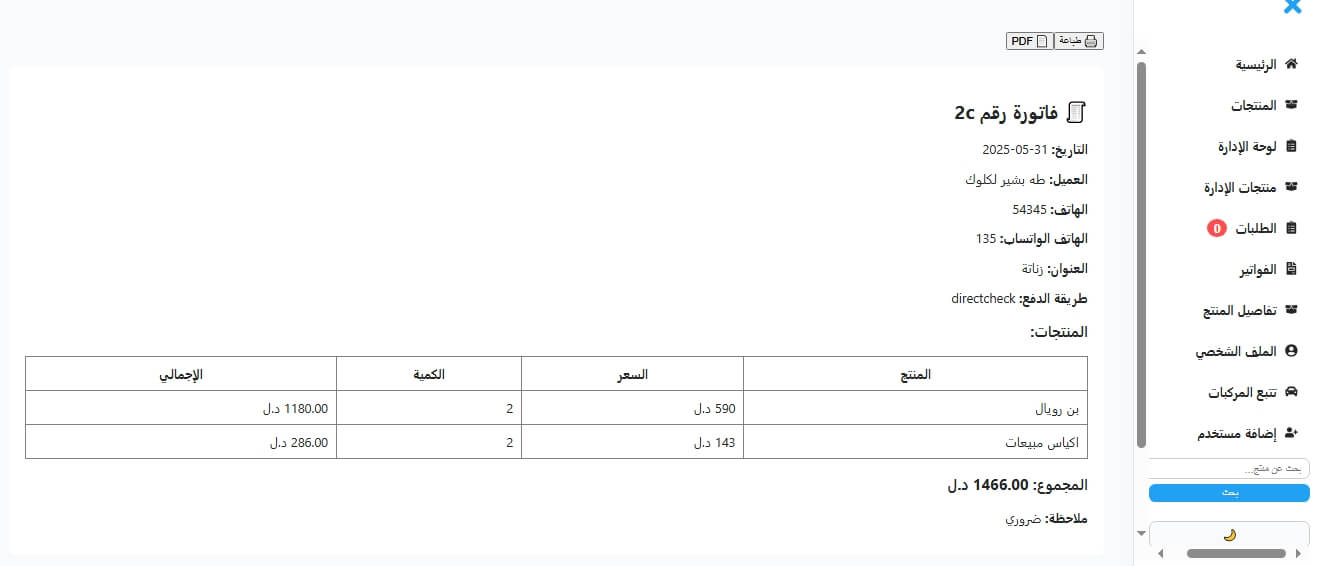 طباعة
PDF
فاتورة رقم 2c
التاريخ: 31-05-2025
العميل: طه بشير لكلوك
الهاتف: 54345
الهاتف الواتساب: 135
العنوان: زناتة
طريقة الدفع: directcheck
المنتجات:
المنتج السعر الكمية الإجمالي
بن رويال 590 د.ل 2 1180.00 د.ل
اكياس مبيعات 143 د.ل 2 286.00 د.ل
المجموع: 1466.00 د.ل
ملاحظة: ضروري
الرئيسية
المنتجات
لوحة الإدارة
منتجات الإدارة
الطلبات 0
الفواتير
تفاصيل المنتج
الملف الشخصي
تتبع المركبات
إضافة مستخدم
بحث عن منتج...
بحث